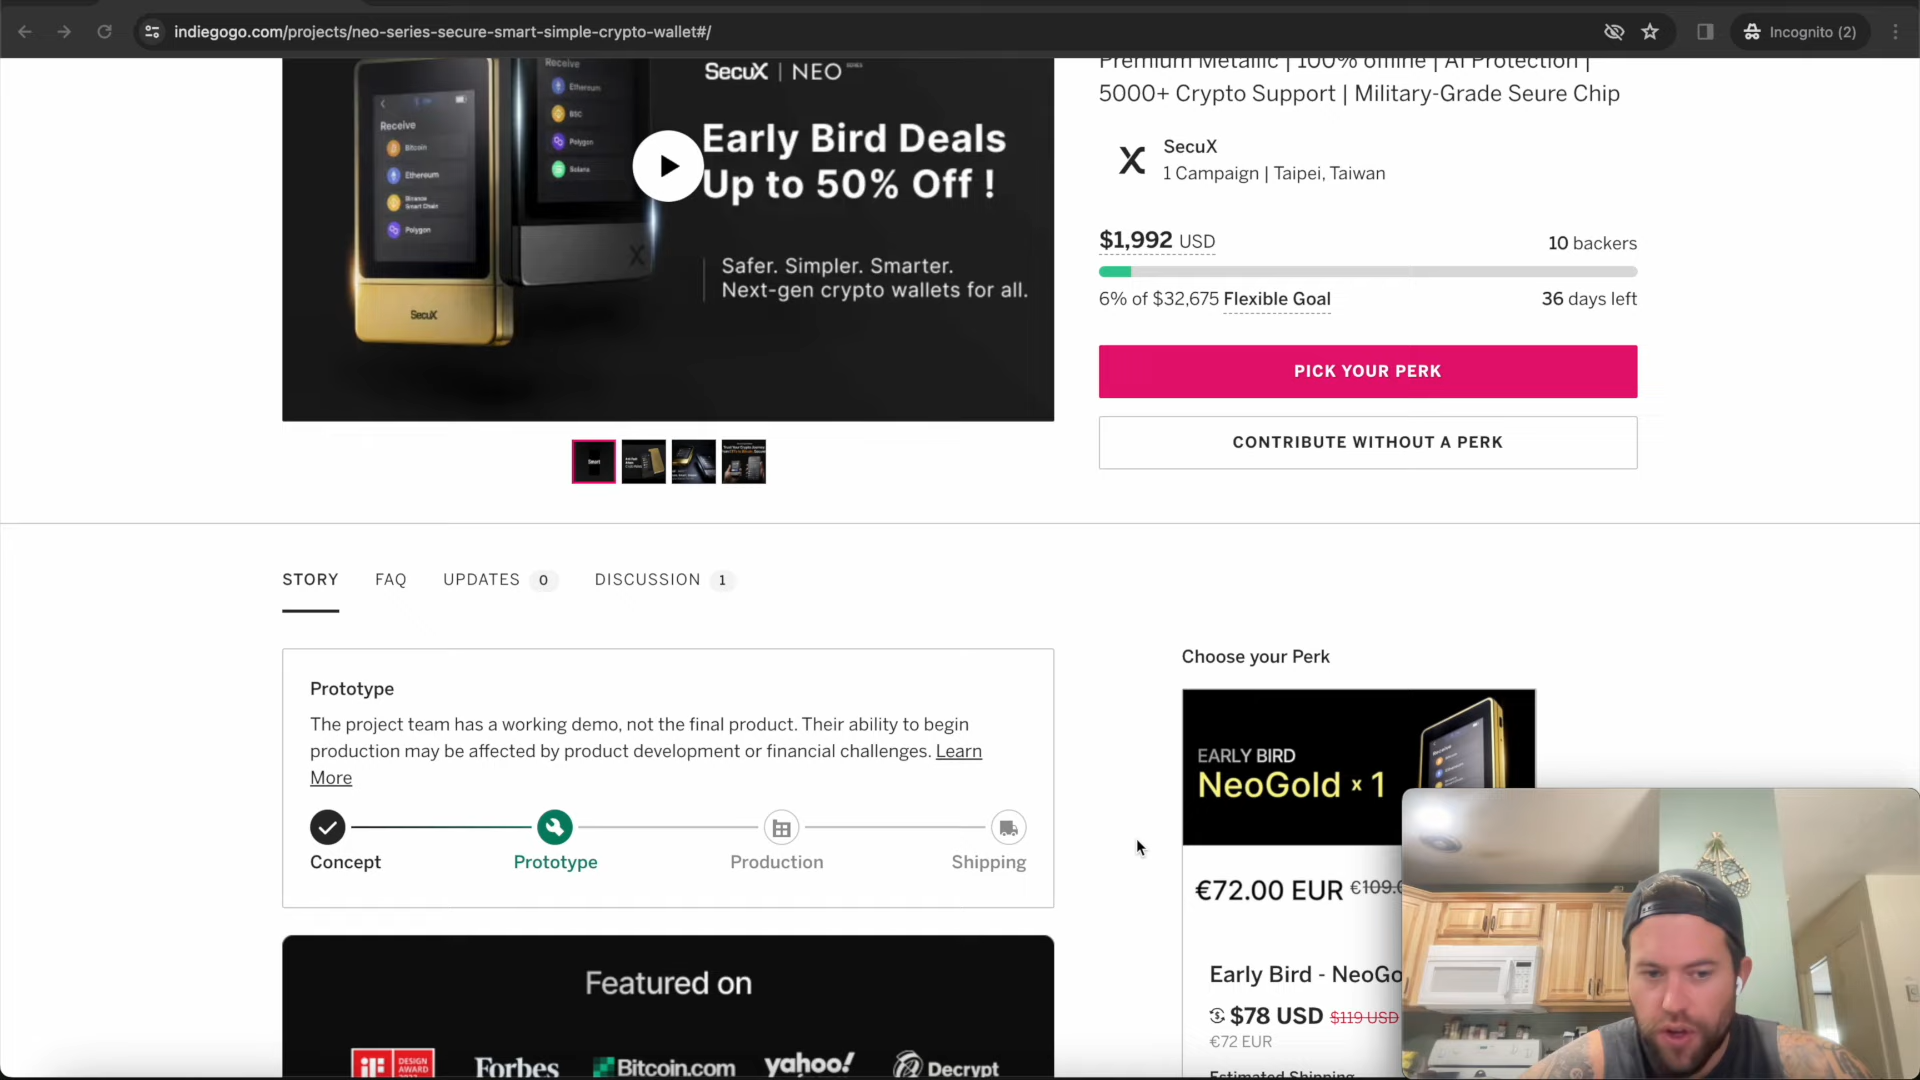 indiegogo.com/projects/neo-series-secure-smart-simple-crypto-wallet#/
Incognito (2)
Receive
Bitcoin
Ethereum
Binance
Smart Chain
Polygon
SecuX
Receive
Ethereum
BSC
Polygon
Solana
X
SecuX | NEO SERIES
Early Bird Deals
Up to 50% Off !
Safer. Simpler. Smarter.
Next-gen crypto wallets for all.
Premium Metallic | 100% offline | AI Protection |
5000+ Crypto Support | Military-Grade Seure Chip
X
SecuX
1 Campaign | Taipei, Taiwan
$1,992 USD
10 backers
6% of $32,675 Flexible Goal
36 days left
PICK YOUR PERK
CONTRIBUTE WITHOUT A PERK
STORY
FAQ
UPDATES 0
DISCUSSION 1
Prototype
The project team has a working demo, not the final product. Their ability to begin
production may be affected by product development or financial challenges. Learn
More
Concept
Prototype
Production
Shipping
Featured on
iF DESIGN
AWARD
Forbes
Bitcoin.com
yahoo!
Decrypt
Choose your Perk
EARLY BIRD
NeoGold × 1
Receive
€72.00 EUR €109.
Early Bird - NeoGo
$78 USD $119 USD
€72 EUR
Estimated Shipping